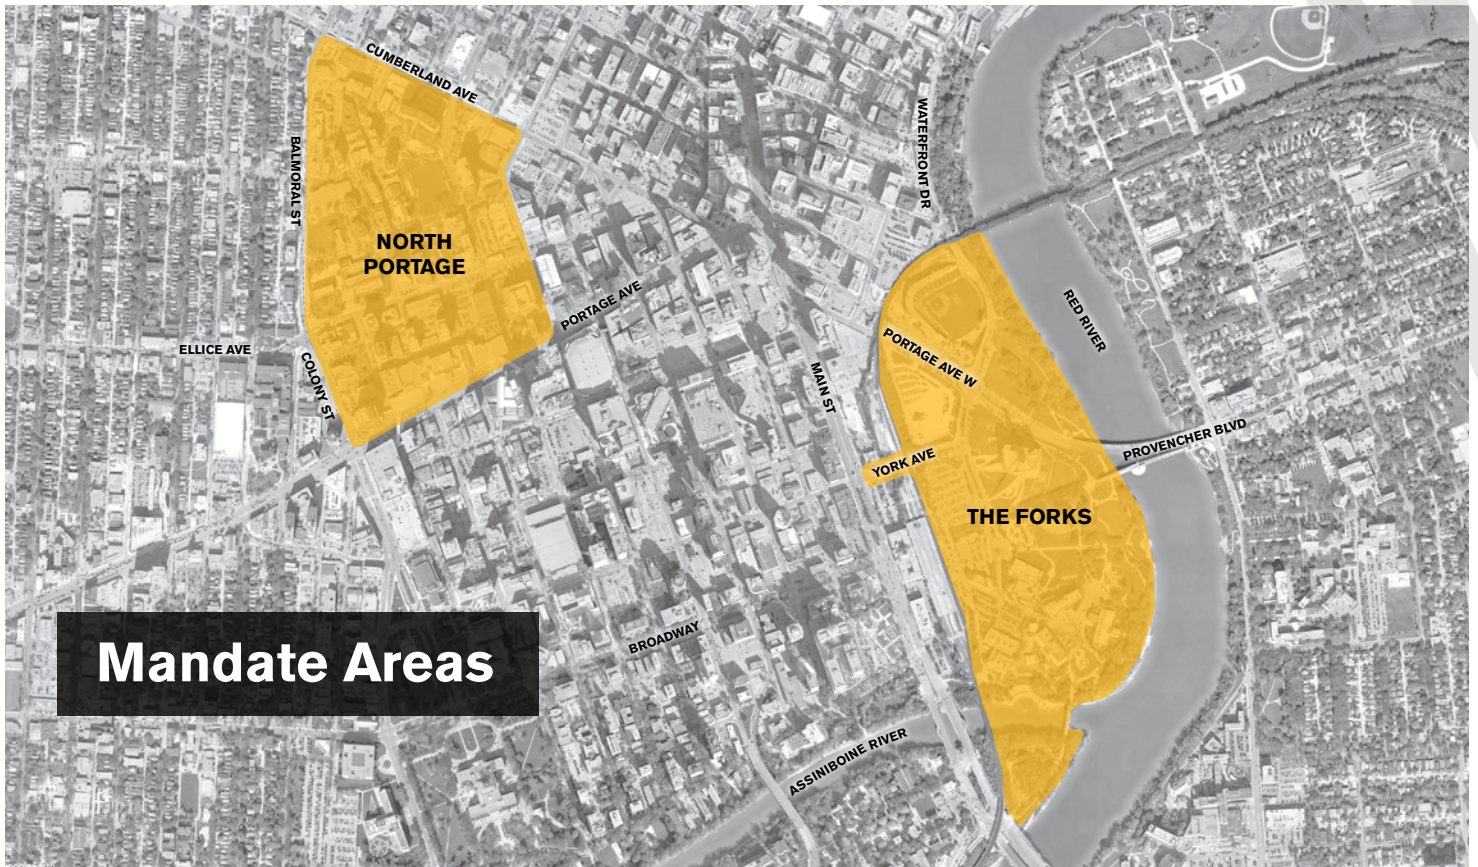 CUMBERLAND AVE
WATERFRONT DR
BALMORAL ST
NORTH
PORTAGE
PORTAGE AVE
RED RIVER
ELLICE AVE
COLONY ST
PORTAGE AVE W
MAIN ST
PROVENCHER BLVD
YORK AVE
THE FORKS
BROADWAY
Mandate Areas
ASSINIBOINE RIVER